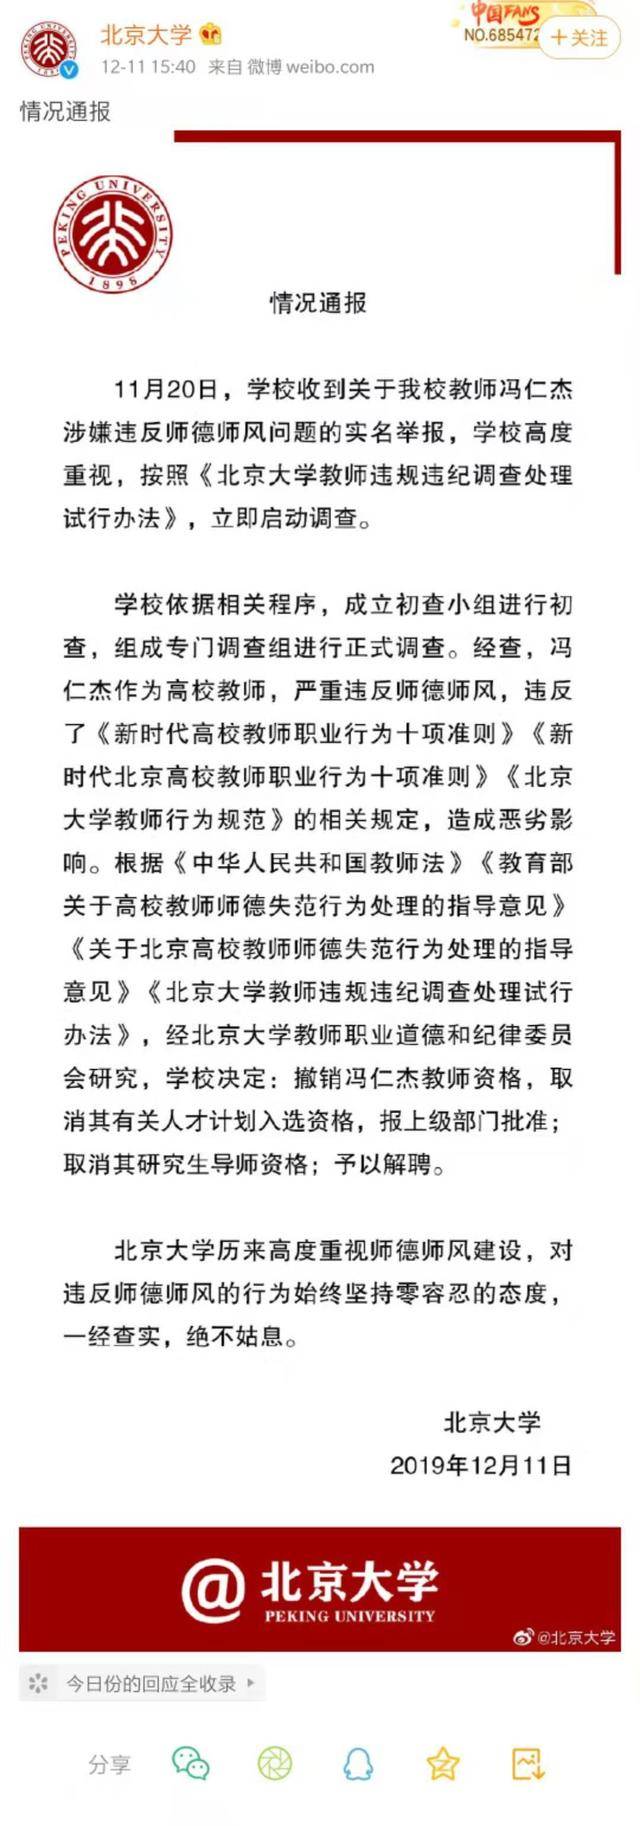 北京大学
中国FANS
NO.685472
+关注
12-11 15:40 来自 微博 weibo.com
情况通报
PEKING UNIVERSITY
1898
情况通报
11月20日，学校收到关于我校教师冯仁杰
涉嫌违反师德师风问题的实名举报，学校高度
重视，按照《北京大学教师违规违纪调查处理
试行办法》，立即启动调查。
学校依据相关程序，成立初查小组进行初
查，组成专门调查组进行正式调查。经查，冯
仁杰作为高校教师，严重违反师德师风，违反
了《新时代高校教师职业行为十项准则》《新
时代北京高校教师职业行为十项准则》《北京
大学教师行为规范》的相关规定，造成恶劣影
响。根据《中华人民共和国教师法》《教育部
关于高校教师师德失范行为处理的指导意见》
《关于北京高校教师师德失范行为处理的指导
意见》《北京大学教师违规违纪调查处理试行
办法》，经北京大学教师职业道德和纪律委员
会研究，学校决定：撤销冯仁杰教师资格，取
消其有关人才计划入选资格，报上级部门批准；
取消其研究生导师资格；予以解聘。
北京大学历来高度重视师德师风建设，对
违反师德师风的行为始终坚持零容忍的态度，
一经查实，绝不姑息。
北京大学
2019年12月11日
@北京大学
PEKING UNIVERSITY
@北京大学
今日份的回应全收录
分享